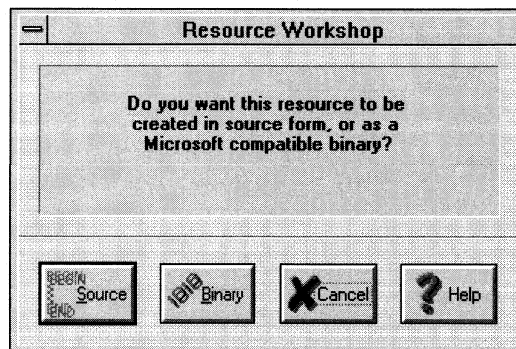 Resource Workshop
Do you want this resource to be
created in source form, or as a
Microsoft compatible binary?
BEGIN
END
Source
1010
Binary
Cancel
? Help